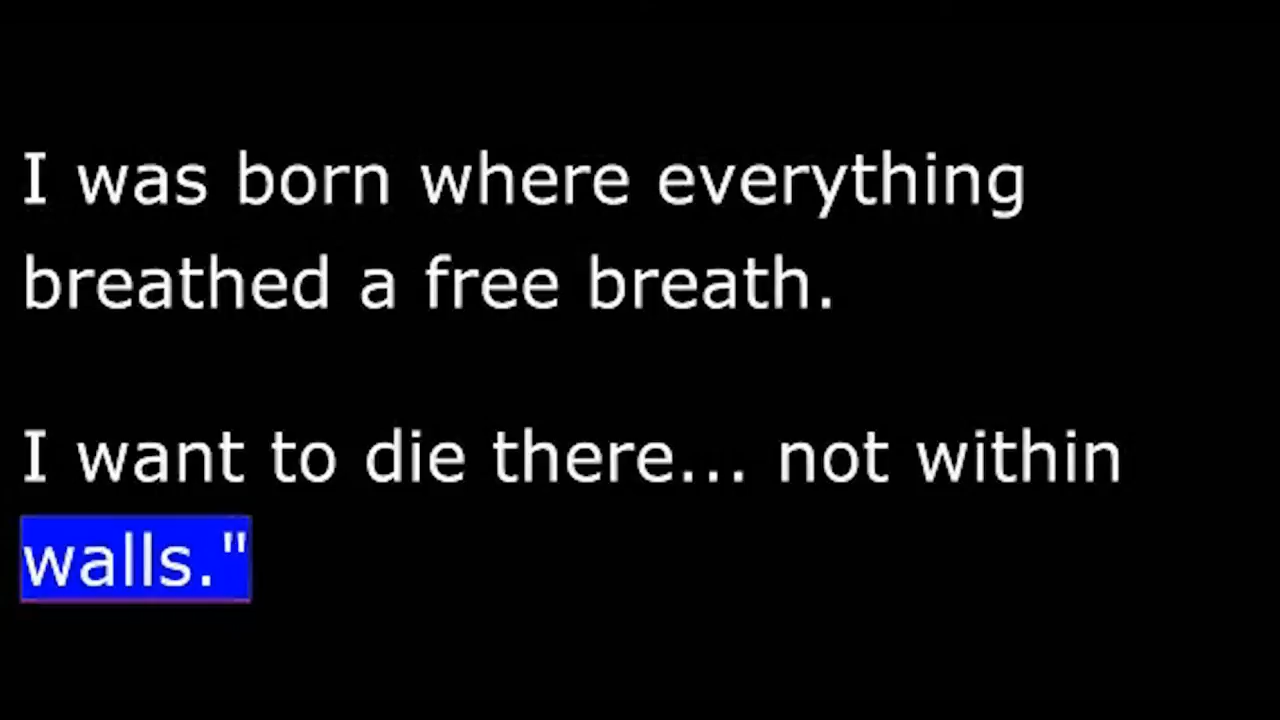 I was born where everything
breathed a free breath.
I want to die there... not within
walls."